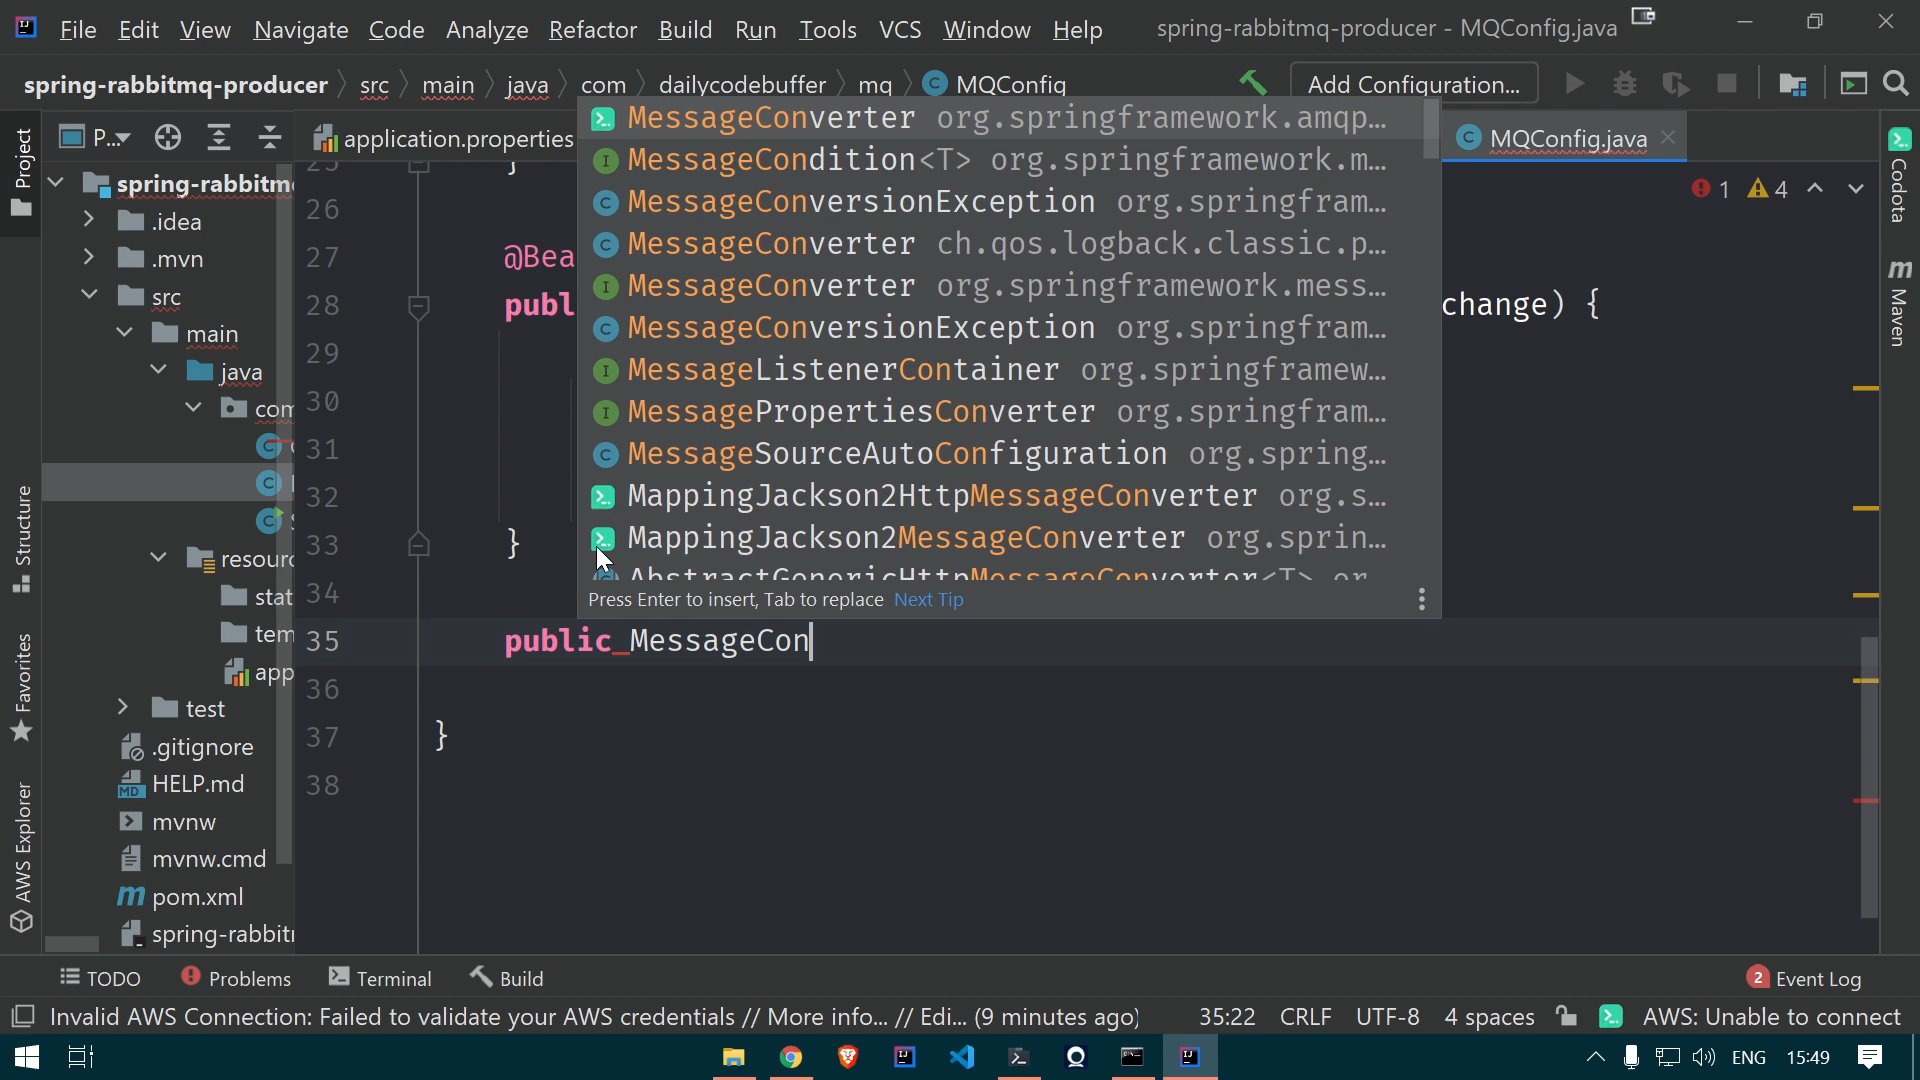 File Edit View Navigate Code Analyze Refactor Build Run Tools VCS Window Help spring-rabbitmq-producer - MQConfig.java
spring-rabbitmq-producer src main java com dailycodebuffer mq MQConfig Add Configuration...
P... application.properties MQConfig.java
Project
Structure
Favorites
AWS Explorer
spring-rabbitm
.idea
.mvn
src
main
java
com
resourc
stat
tem
app
test
.gitignore
HELP.md
mvnw
mvnw.cmd
pom.xml
spring-rabbit
25 }
26
27 @Bea
28 publ change) {
29
30
31
32
33 }
34
35 public MessageCon
36
37 }
38
MessageConverter org.springframework.amqp...
MessageCondition<T> org.springframework.m...
MessageConversionException org.springfram...
MessageConverter ch.qos.logback.classic.p...
MessageConverter org.springframework.mess...
MessageConversionException org.springfram...
MessageListenerContainer org.springframew...
MessagePropertiesConverter org.springfram...
MessageSourceAutoConfiguration org.spring...
MappingJackson2HttpMessageConverter org.s...
MappingJackson2MessageConverter org.sprin...
AbstractGenericHttpMessageConverter<T> or
Press Enter to insert, Tab to replace Next Tip
1 4
Codota
Maven
TODO Problems Terminal Build 2 Event Log
Invalid AWS Connection: Failed to validate your AWS credentials // More info... // Edi... (9 minutes ago) 35:22 CRLF UTF-8 4 spaces AWS: Unable to connect
ENG 15:49